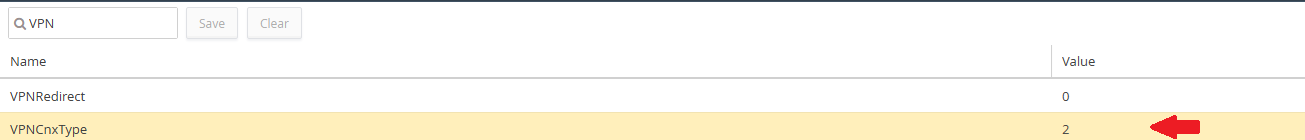 VPN Save Clear
Name Value
VPNRedirect 0
VPNCnxType 2